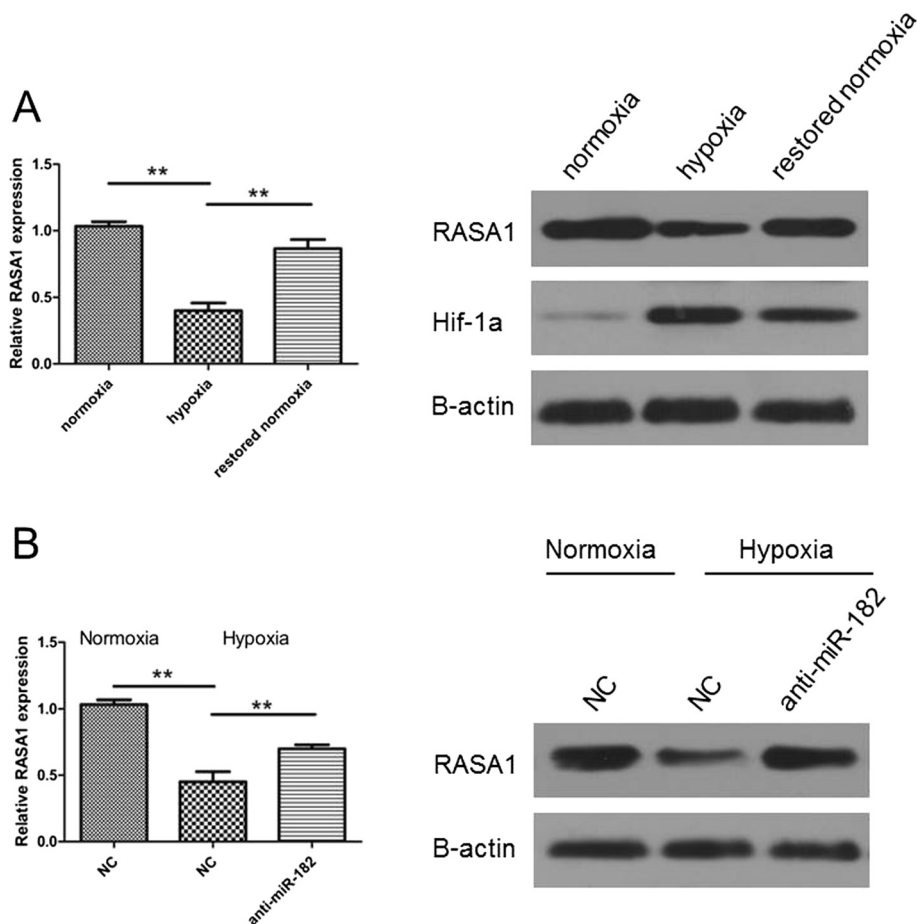 A
Relative RASA1 expression
1.5
1.0
0.5
0.0
**
**
normoxia
hypoxia
restored normoxia
normoxia
hypoxia
restored normoxia
RASA1
Hif-1a
B-actin
B
Relative RASA1 expression
1.5
1.0
0.5
0.0
Normoxia
Hypoxia
**
**
NC
NC
anti-miR-182
Normoxia
Hypoxia
NC
NC
anti-miR-182
RASA1
B-actin